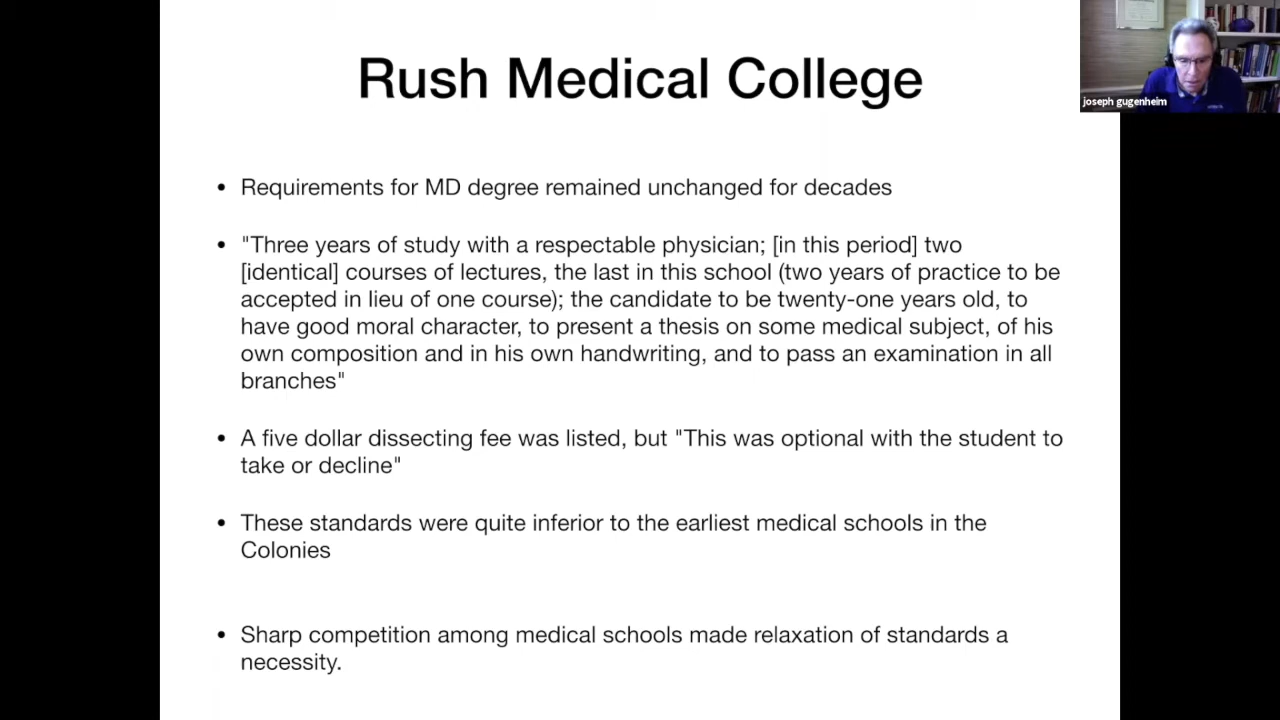 Rush Medical College
joseph gugenheim
• Requirements for MD degree remained unchanged for decades
• "Three years of study with a respectable physician; [in this period] two
[identical] courses of lectures, the last in this school (two years of practice to be
accepted in lieu of one course); the candidate to be twenty-one years old, to
have good moral character, to present a thesis on some medical subject, of his
own composition and in his own handwriting, and to pass an examination in all
branches"
• A five dollar dissecting fee was listed, but "This was optional with the student to
take or decline"
• These standards were quite inferior to the earliest medical schools in the
Colonies
• Sharp competition among medical schools made relaxation of standards a
necessity.